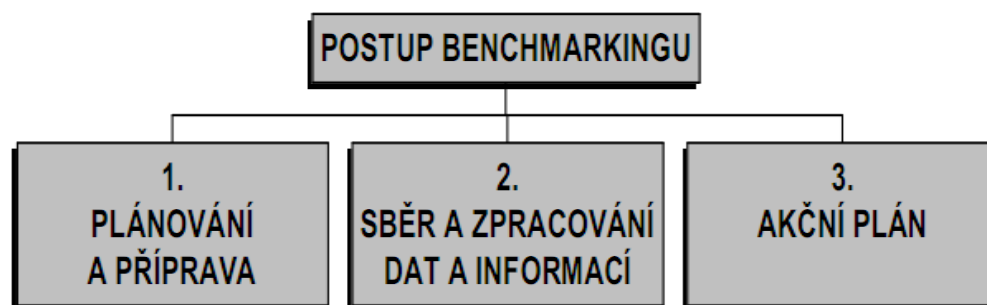 POSTUP BENCHMARKINGU
1.
PLÁNOVÁNÍ
A PŘÍPRAVA
2.
SBĚR A ZPRACOVÁNÍ
DAT A INFORMACÍ
3.
AKČNÍ PLÁN